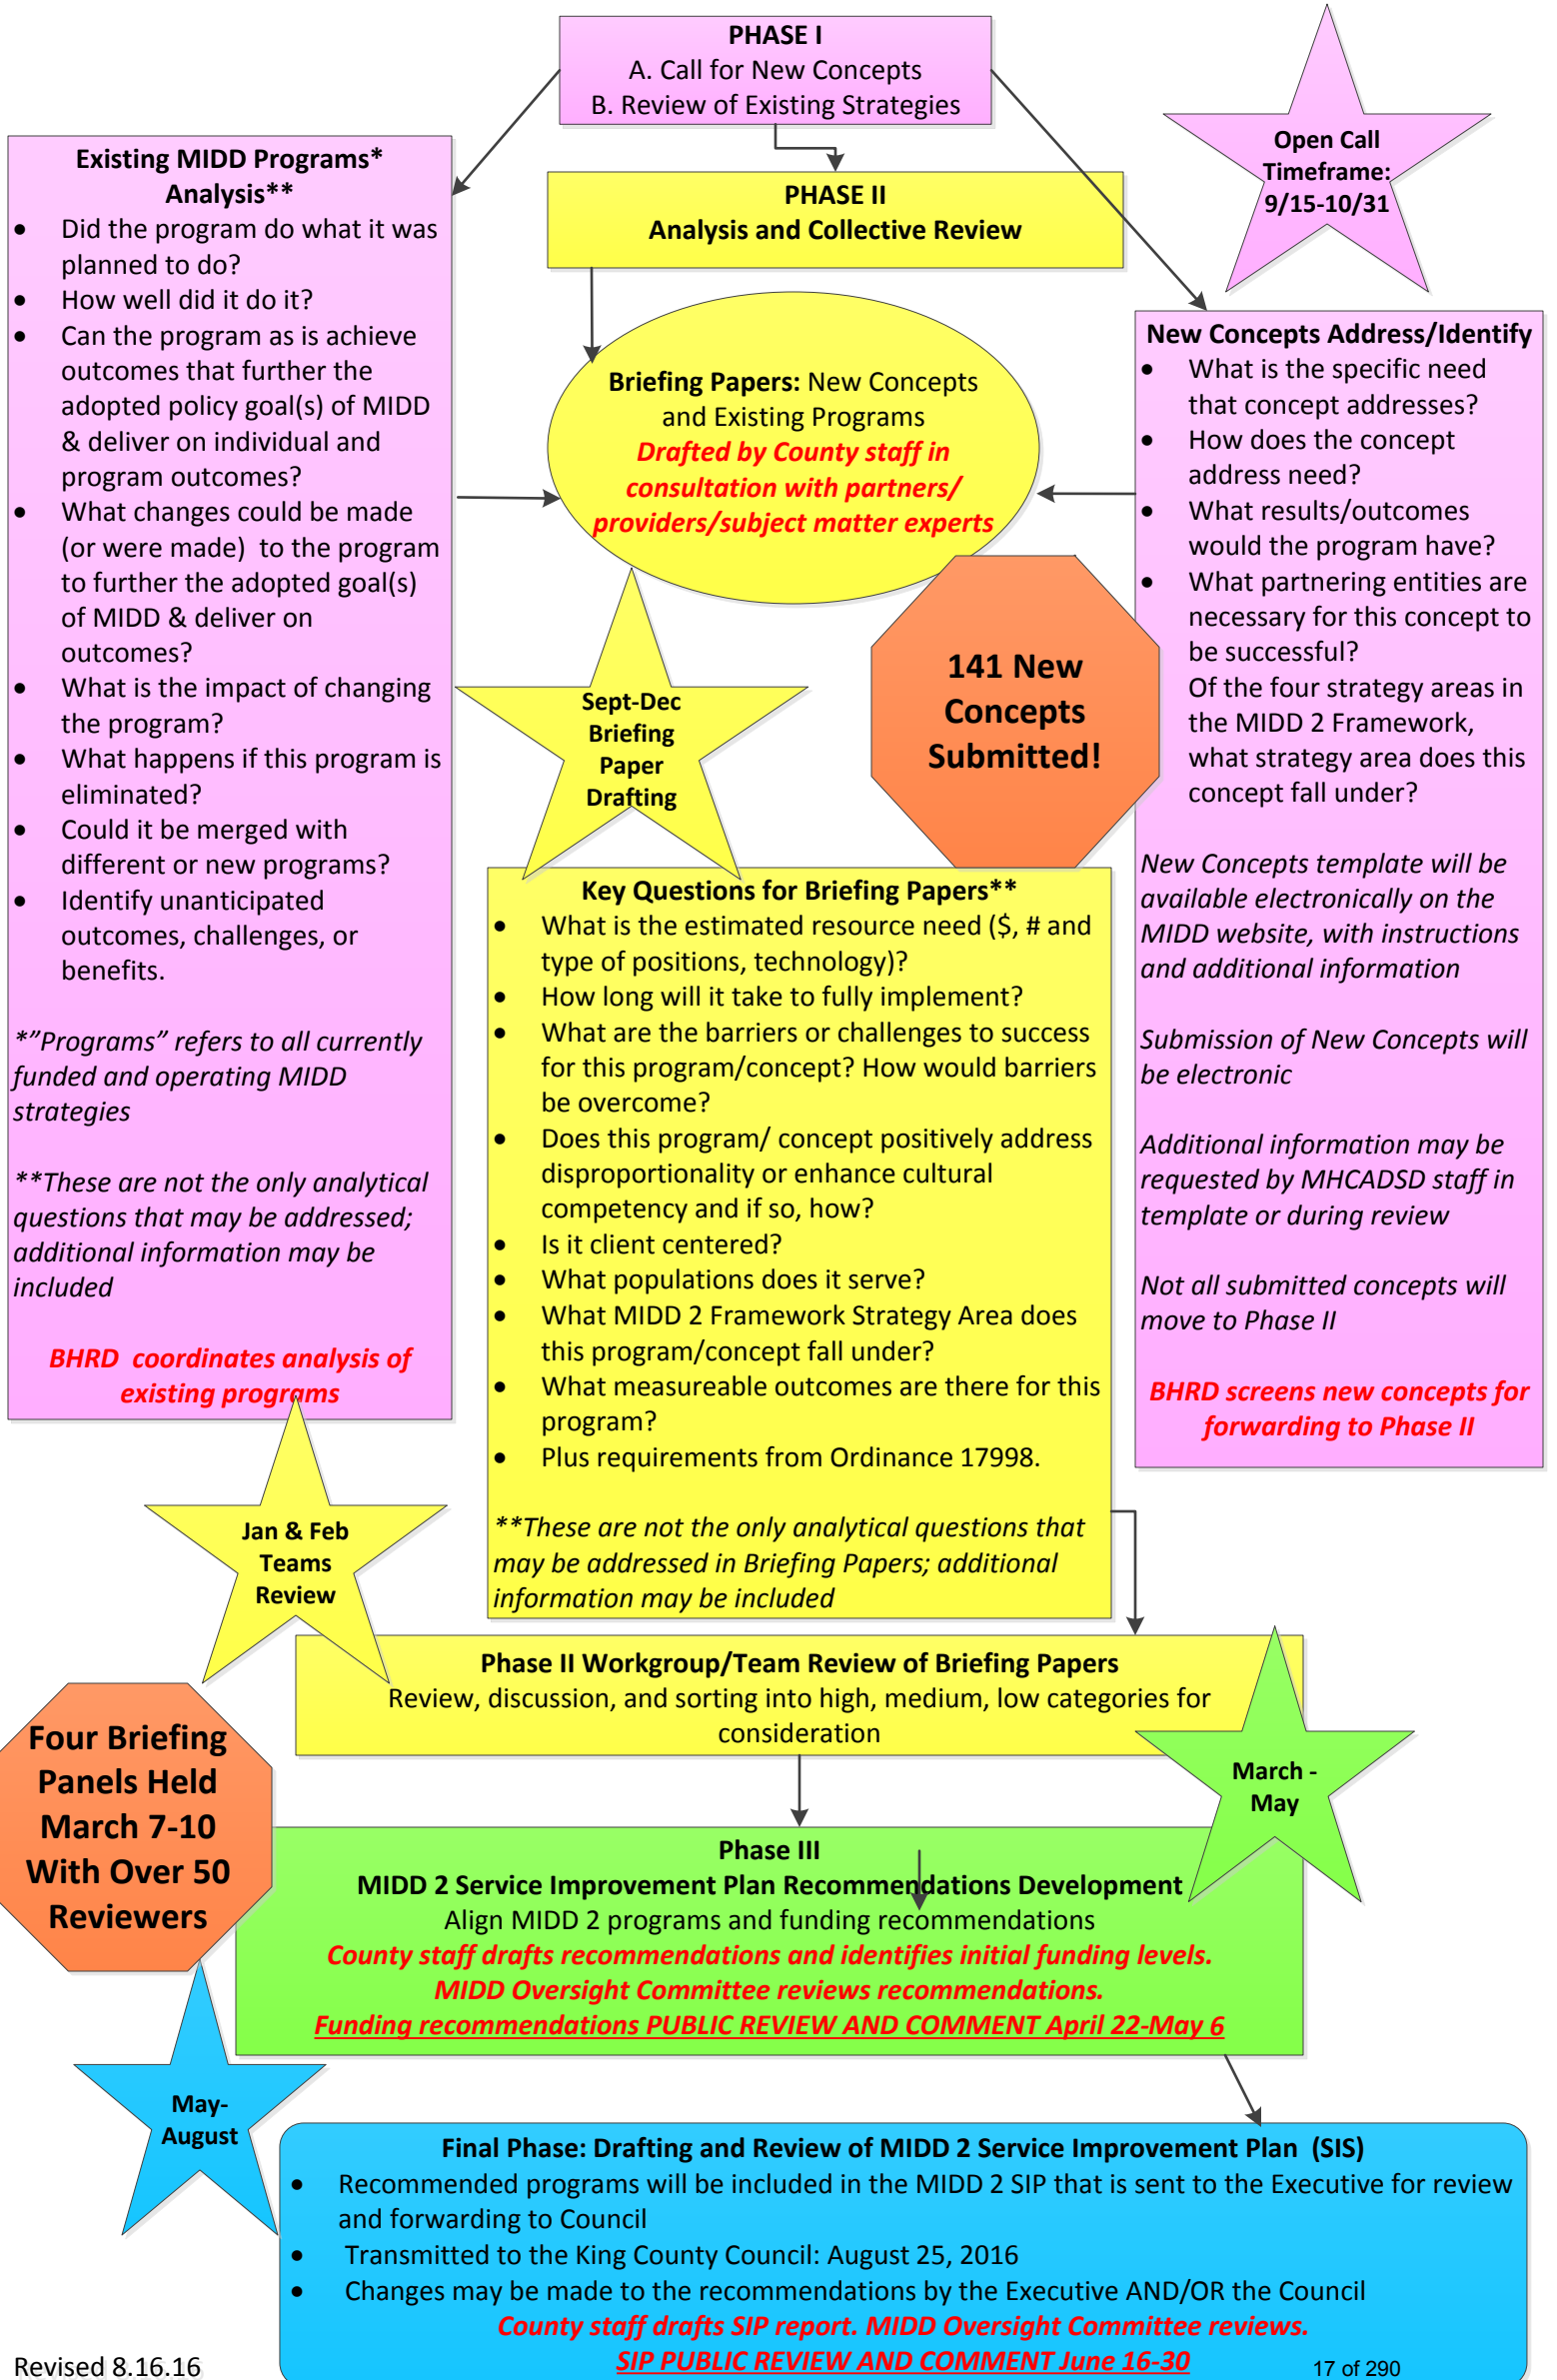 PHASE I
A. Call for New Concepts
B. Review of Existing Strategies
Open Call
Timeframe:
9/15-10/31
Existing MIDD Programs*
Analysis**
• Did the program do what it was
planned to do?
• How well did it do it?
• Can the program as is achieve
outcomes that further the
adopted policy goal(s) of MIDD
& deliver on individual and
program outcomes?
• What changes could be made
(or were made)  to the program
to further the adopted goal(s)
of MIDD & deliver on
outcomes?
• What is the impact of changing
the program?
• What happens if this program is
eliminated?
• Could it be merged with
different or new programs?
• Identify unanticipated
outcomes, challenges, or
benefits.
*”Programs” refers to all currently
funded and operating MIDD
strategies
**These are not the only analytical
questions that may be addressed;
additional information may be
included
BHRD  coordinates analysis of
existing programs
PHASE II
Analysis and Collective Review
Briefing Papers: New Concepts
and Existing Programs
Drafted by County staff in
consultation with partners/
providers/subject matter experts
New Concepts Address/Identify
• What is the specific need
that concept addresses?
• How does the concept
address need?
• What results/outcomes
would the program have?
• What partnering entities are
necessary for this concept to
be successful?
Of the four strategy areas in
the MIDD 2 Framework,
what strategy area does this
concept fall under?
New Concepts template will be
available electronically on the
MIDD website, with instructions
and additional information
Submission of New Concepts will
be electronic
Additional information may be
requested by MHCADSD staff in
template or during review
Not all submitted concepts will
move to Phase II
BHRD screens new concepts for
forwarding to Phase II
Sept-Dec
Briefing
Paper
Drafting
141 New
Concepts
Submitted!
Key Questions for Briefing Papers**
• What is the estimated resource need ($, # and
type of positions, technology)?
• How long will it take to fully implement?
• What are the barriers or challenges to success
for this program/concept? How would barriers
be overcome?
• Does this program/ concept positively address
disproportionality or enhance cultural
competency and if so, how?
• Is it client centered?
• What populations does it serve?
• What MIDD 2 Framework Strategy Area does
this program/concept fall under?
• What measureable outcomes are there for this
program?
• Plus requirements from Ordinance 17998.
**These are not the only analytical questions that
may be addressed in Briefing Papers; additional
information may be included
Jan & Feb
Teams
Review
Phase II Workgroup/Team Review of Briefing Papers
Review, discussion, and sorting into high, medium, low categories for
consideration
Four Briefing
Panels Held
March 7-10
With Over 50
Reviewers
March -
May
Phase III
MIDD 2 Service Improvement Plan Recommendations Development
Align MIDD 2 programs and funding recommendations
County staff drafts recommendations and identifies initial funding levels.
MIDD Oversight Committee reviews recommendations.
Funding recommendations PUBLIC REVIEW AND COMMENT April 22-May 6
May-
August
Final Phase: Drafting and Review of MIDD 2 Service Improvement Plan  (SIS)
• Recommended programs will be included in the MIDD 2 SIP that is sent to the Executive for review
and forwarding to Council
• Transmitted to the King County Council: August 25, 2016
• Changes may be made to the recommendations by the Executive AND/OR the Council
County staff drafts SIP report. MIDD Oversight Committee reviews.
SIP PUBLIC REVIEW AND COMMENT June 16-30
Revised 8.16.16
17 of 290